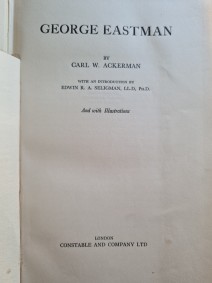 GEORGE EASTMAN
BY
CARL W. ACKERMAN
WITH AN INTRODUCTION BY
EDWIN R. A. SELIGMAN, LL.D, PH.D.
And with Illustrations
LONDON
CONSTABLE AND COMPANY LTD